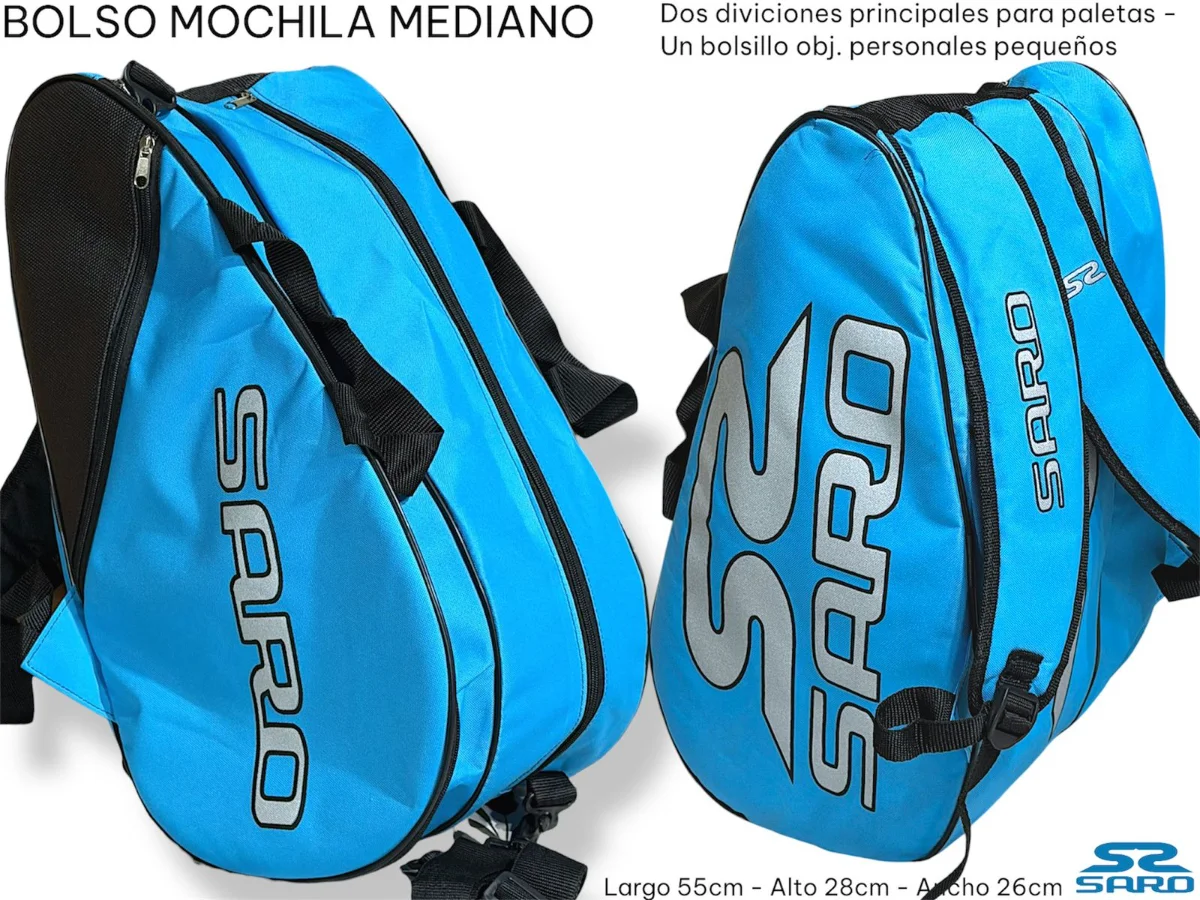 BOLSO MOCHILA MEDIANO
Dos diviciones principales para paletas -
Un bolsillo obj. personales pequeños
SARO
SARO
SARO
Largo 55cm - Alto 28cm - Ancho 26cm
SARO